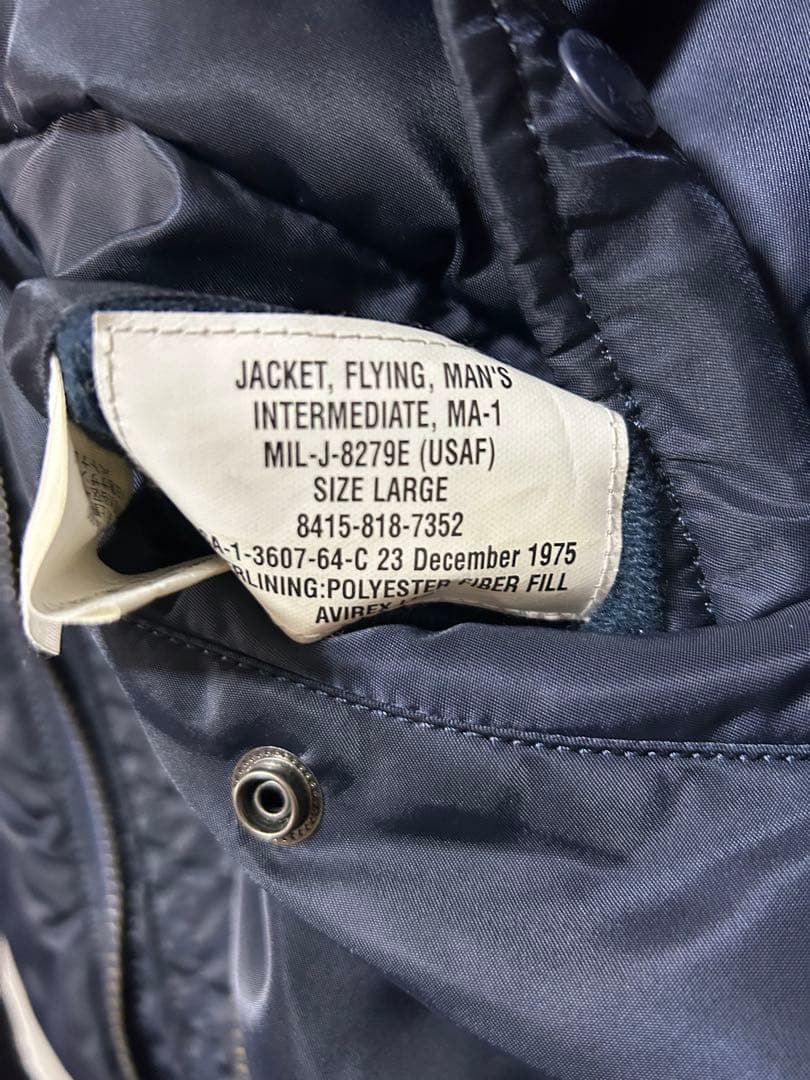 JACKET, FLYING, MAN'S
INTERMEDIATE, MA-1
MIL-J-8279E (USAF)
SIZE LARGE
8415-818-7352
A-1-3607-64-C 23 December 1975
RLINING:POLYESTER FIBER FILL
AVIREX